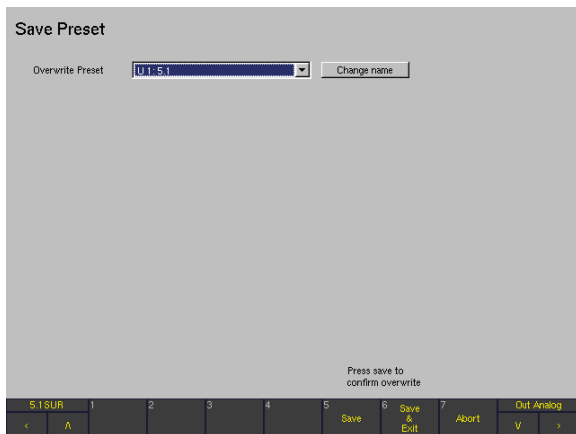 Save Preset
Overwrite Preset U 1: 5.1 Change name
Press save to
confirm overwrite
5.1SUR 1 2 3 4 5 6 7 Out Analog
< Λ Save Save & Exit Abort V >